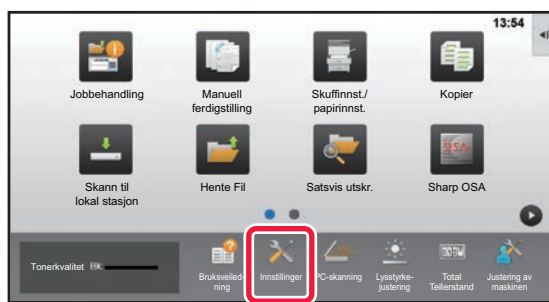 13:54
Jobbehandling
Manuell
ferdigstilling
Skuffinnst./
papirinnst.
Kopier
Skann til
lokal stasjon
Hente Fil
Satsvis utskr.
Sharp OSA
Tonerkvalitet Bk:
Bruksveiled-
ning
Innstillinger
PC-skanning
Lysstyrke-
justering
Total
Tellerstand
Justering av
maskinen